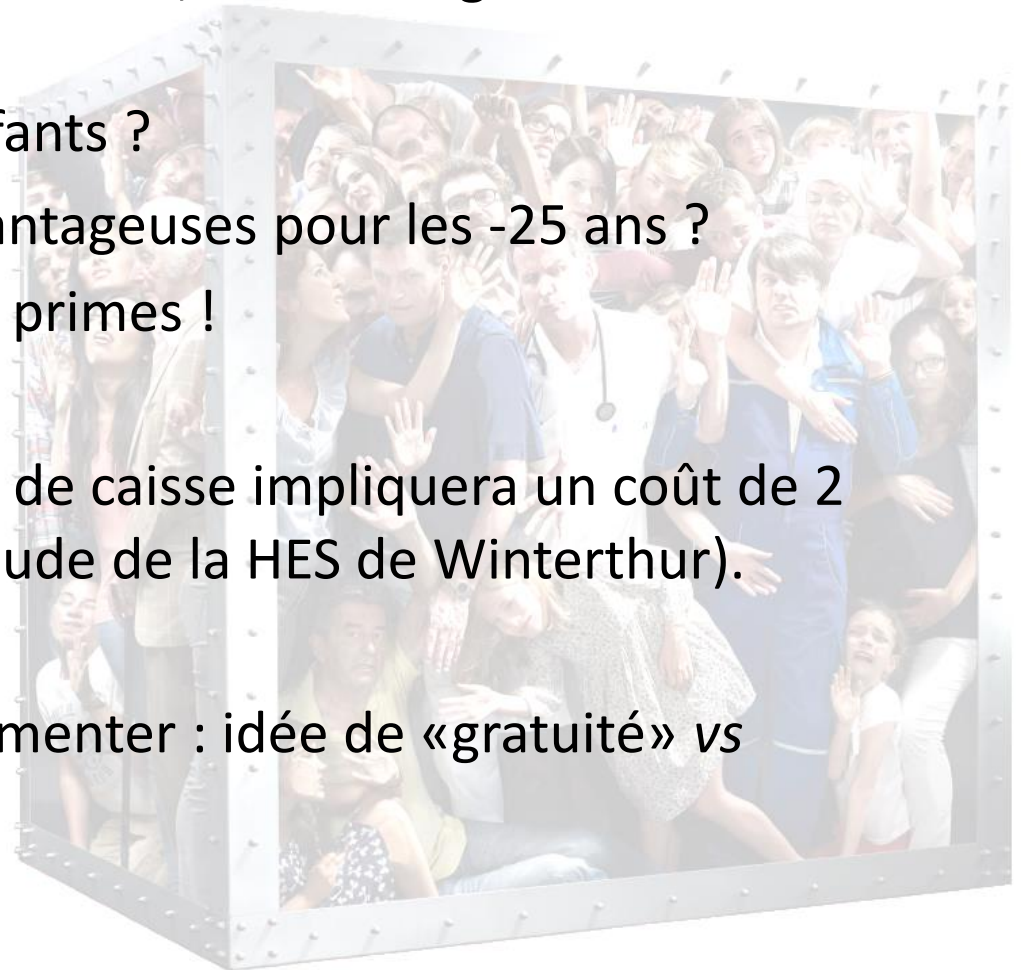 fants ?
ntageuses pour les -25 ans ?
primes !
de caisse impliquera un coût de 2
ude de la HES de Winterthur).
menter : idée de «gratuité» vs